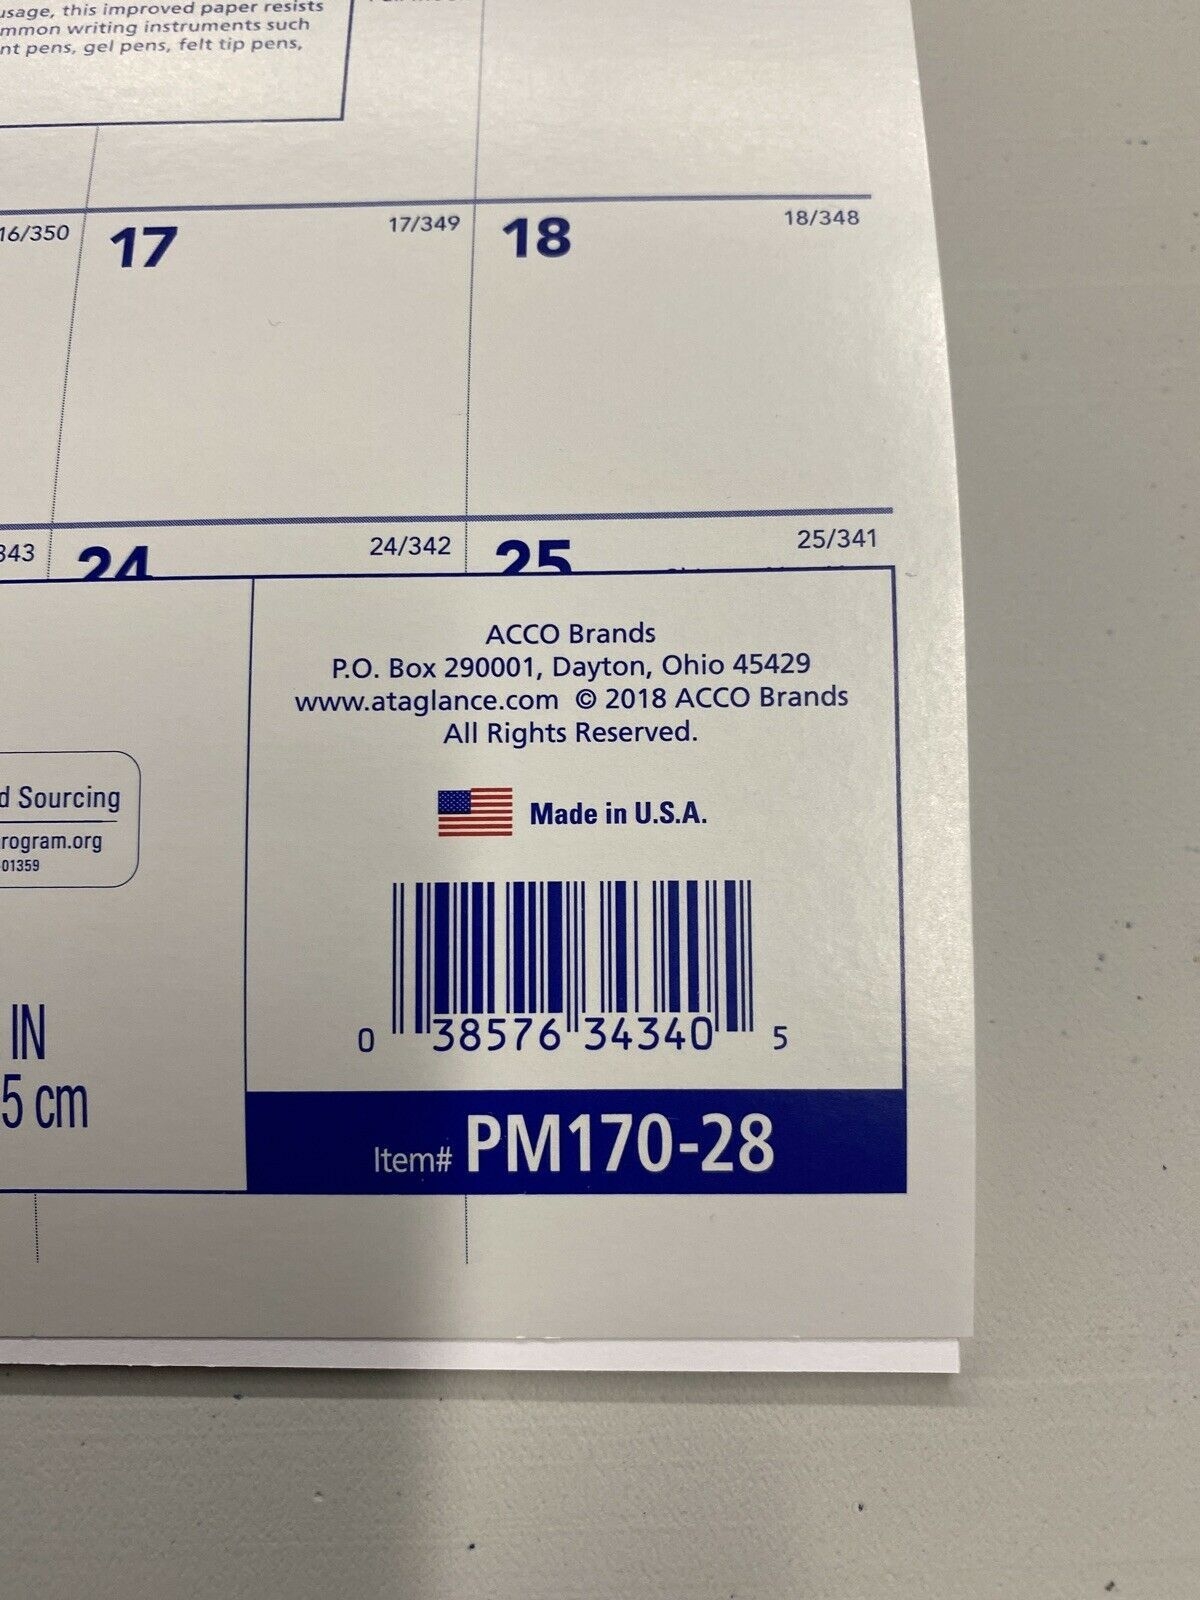 usage, this improved paper resists
mmon writing instruments such
nt pens, gel pens, felt tip pens,
16/350
17
17/349
18
18/348
343
24
24/342
25
25/341
ACCO Brands
P.O. Box 290001, Dayton, Ohio 45429
www.ataglance.com © 2018 ACCO Brands
All Rights Reserved.
d Sourcing
rogram.org
-01359
Made in U.S.A.
0 38576 34340 5
IN
5 cm
Item# PM170-28